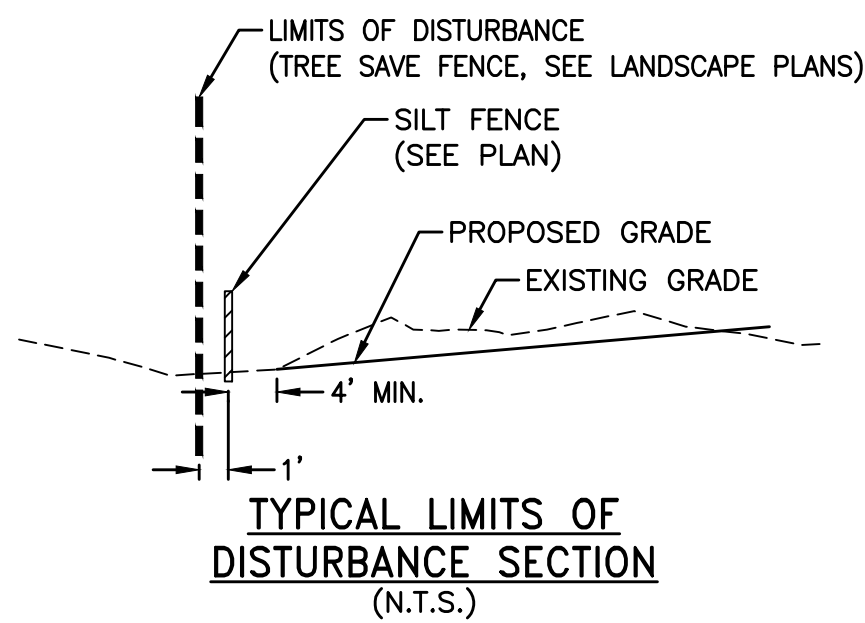 LIMITS OF DISTURBANCE
(TREE SAVE FENCE, SEE LANDSCAPE PLANS)
SILT FENCE
(SEE PLAN)
PROPOSED GRADE
EXISTING GRADE
4' MIN.
1'
TYPICAL LIMITS OF
DISTURBANCE SECTION
(N.T.S.)